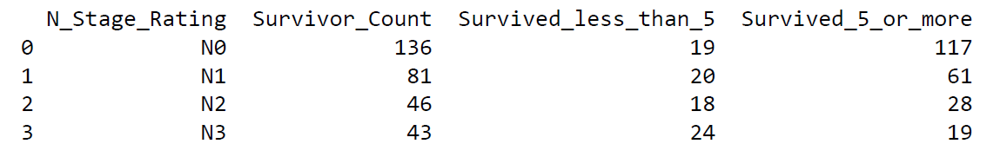 N_Stage_Rating Survivor_Count Survived_less_than_5 Survived_5_or_more
0 N0 136 19 117
1 N1 81 20 61
2 N2 46 18 28
3 N3 43 24 19